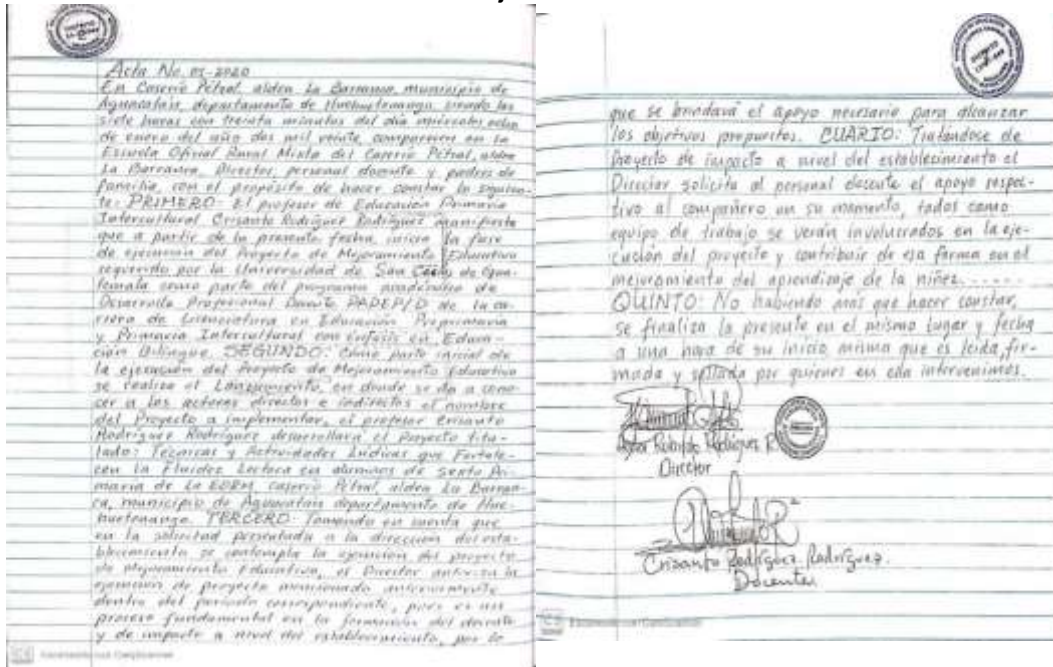 Acta No. 01-2020
En Caserío Petzal, aldea La Barranca, municipio de
Aguacatán, departamento de Huehuetenango, siendo las
siete horas con treinta minutos del día miércoles ocho
de enero del año dos mil veinte comparecen en la
Escuela Oficial Rural Mixta del Caserío Petzal, aldea
La Barranca, Director, personal docente y padres de
familia, con el propósito de hacer constar lo siguien-
te: PRIMERO: El profesor de Educación Primaria
Intercultural Crisanto Rodríguez Rodríguez manifiesta
que a partir de la presente fecha, inicia la fase
de ejecución del Proyecto de Mejoramiento Educativo
requerido por la Universidad de San Carlos de Gua-
temala como parte del programa académico de
Desarrollo Profesional Docente PADEP/D de la ca-
rrera de Licenciatura en Educación Preprimaria
y Primaria Intercultural con énfasis en Educa-
ción Bilingüe. SEGUNDO: Como parte inicial de
la ejecución del Proyecto de Mejoramiento Educativo
se realiza el Lanzamiento, en donde se da a cono-
cer a los actores directos e indirectos el nombre
del Proyecto a implementar, el profesor Crisanto
Rodríguez Rodríguez desarrollará el Proyecto titu-
lado: Técnicas y Actividades Lúdicas que Fortale-
cen la Fluidez Lectora en alumnos de sexto Pri-
maria de La EORM, caserío Petzal, aldea La Barran-
ca, municipio de Aguacatán departamento de Hue-
huetenango. TERCERO: Tomando en cuenta que
en la solicitud presentada a la dirección del esta-
blecimiento se contempla la ejecución del proyecto
de Mejoramiento Educativo, el Director autoriza la
ejecución de proyecto mencionado anteriormente
dentro del período correspondiente, pues es un
proceso fundamental en la formación del docente
y de impacto a nivel del establecimiento, por lo
que se brindará el apoyo necesario para alcanzar
los objetivos propuestos. CUARTO: Tratándose de
Proyecto de impacto a nivel del establecimiento el
Director solicita al personal docente el apoyo respec-
tivo al compañero en su momento, todos como
equipo de trabajo se verán involucrados en la eje-
cución del proyecto y contribuir de esa forma en el
mejoramiento del aprendizaje de la niñez.-----
QUINTO: No habiendo más que hacer constar,
se finaliza la presente en el mismo lugar y fecha
a una hora de su inicio, misma que es leída, fir-
mada y sellada por quienes en ella intervenimos.
Rodríguez R
Director
Crisanto Rodríguez Rodríguez.
Docente
CS Escaneado con CamScanner
CS Escaneado con CamScanner